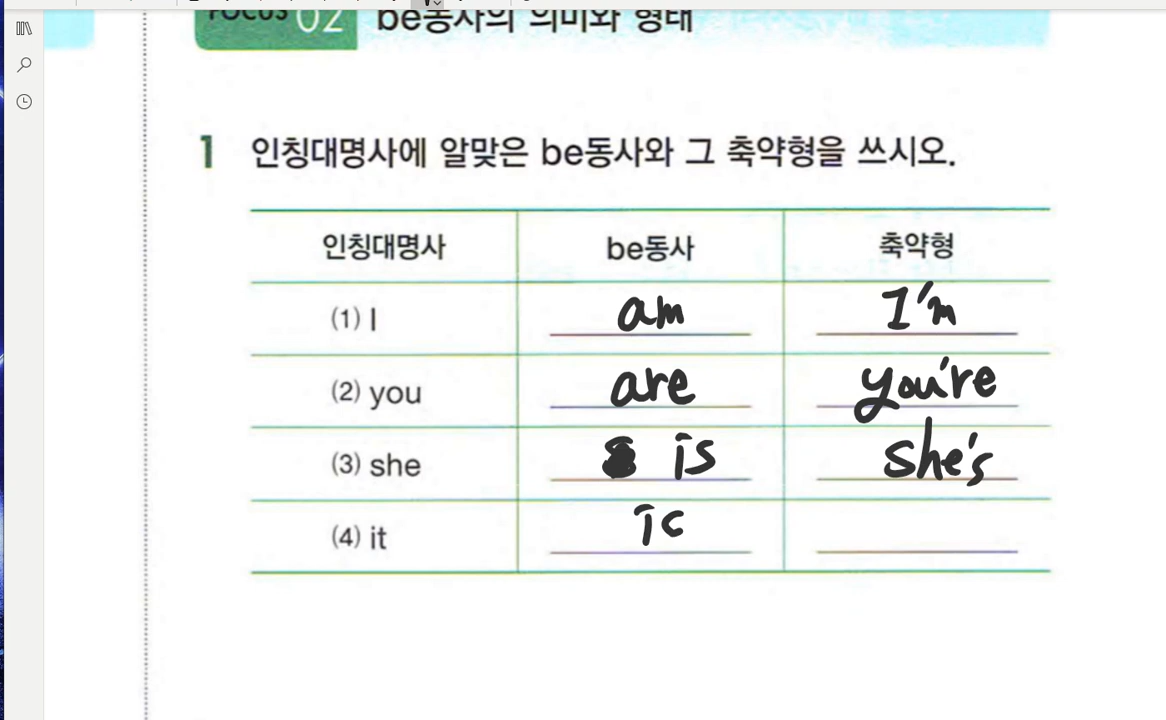 FOCUS 02 be동사의 의미와 형태
1 인칭대명사에 알맞은 be동사와 그 축약형을 쓰시오.
인칭대명사 be동사 축약형
(1) I am I'm
(2) you are you're
(3) she is she's
(4) it ic